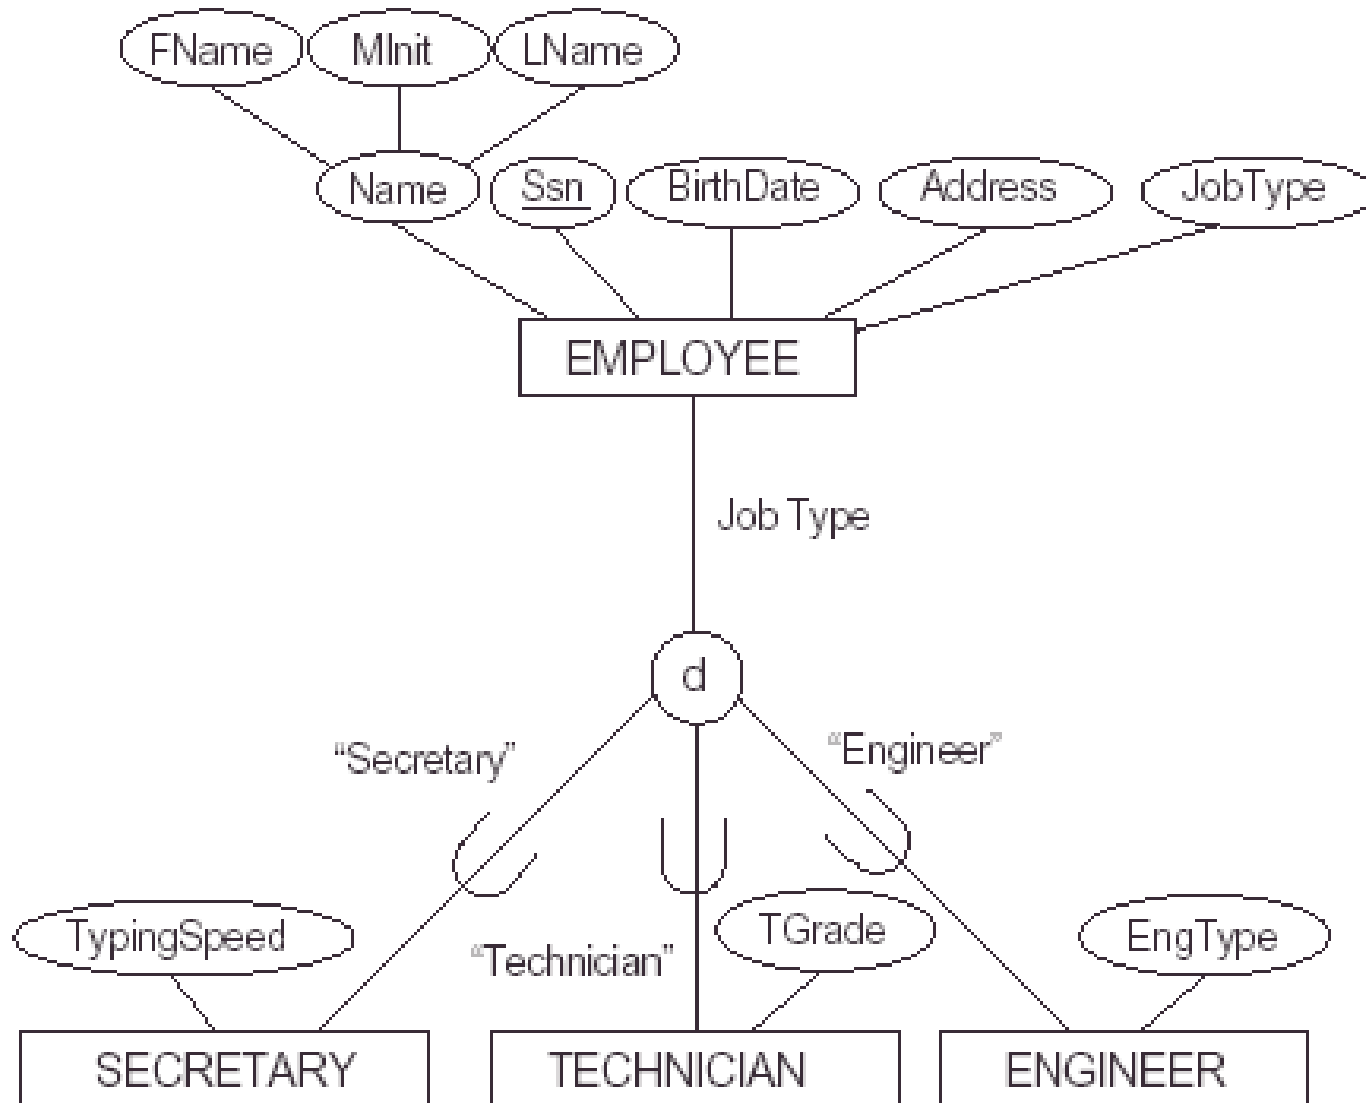 FName
MInit
LName
Name
Ssn
BirthDate
Address
JobType
EMPLOYEE
Job Type
d
“Secretary”
“Engineer”
TypingSpeed
“Technician”
TGrade
EngType
SECRETARY
TECHNICIAN
ENGINEER